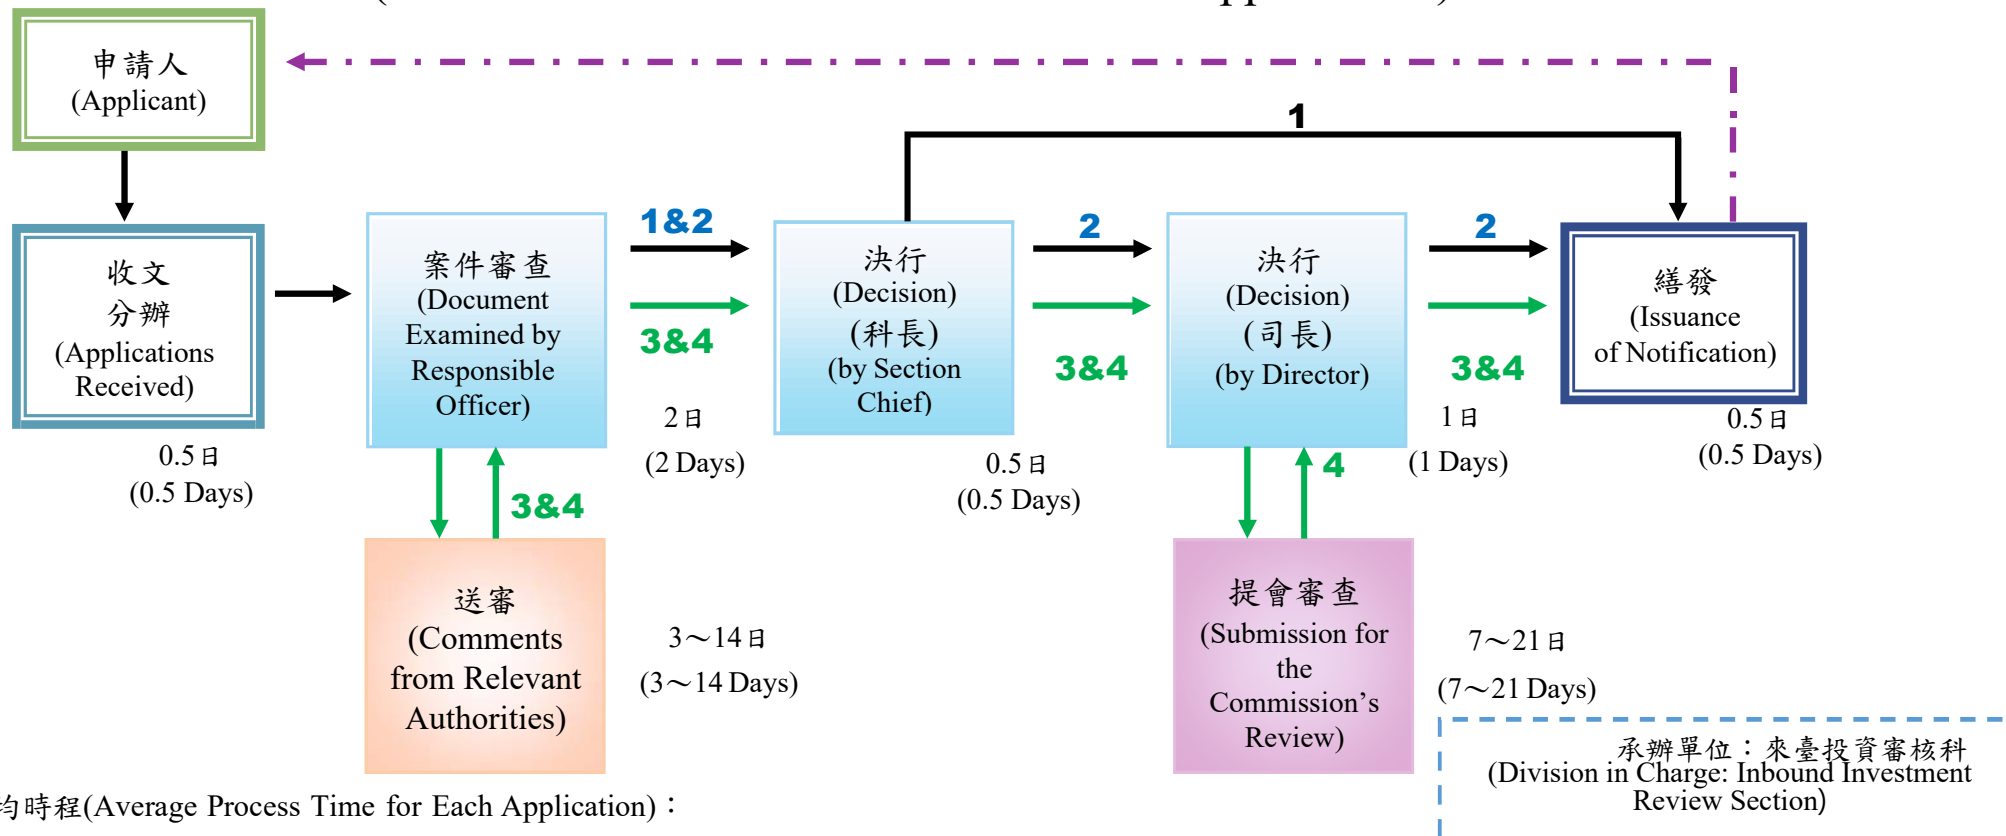 申請人
(Applicant)
1
收文
分辦
(Applications
Received)
0.5日
(0.5 Days)
案件審查
(Document
Examined by
Responsible
Officer)
1&2
3&4
2日
(2 Days)
決行
(Decision)
(科長)
(by Section
Chief)
0.5日
(0.5 Days)
2
3&4
決行
(Decision)
(司長)
(by Director)
2
3&4
1日
(1 Days)
繕發
(Issuance
of Notification)
0.5日
(0.5 Days)
3&4
4
送審
(Comments
from Relevant
Authorities)
3～14日
(3～14 Days)
提會審查
(Submission for
the
Commission’s
Review)
7～21日
(7～21 Days)
承辦單位：來臺投資審核科
(Division in Charge: Inbound Investment
Review Section)
均時程(Average Process Time for Each Application)：